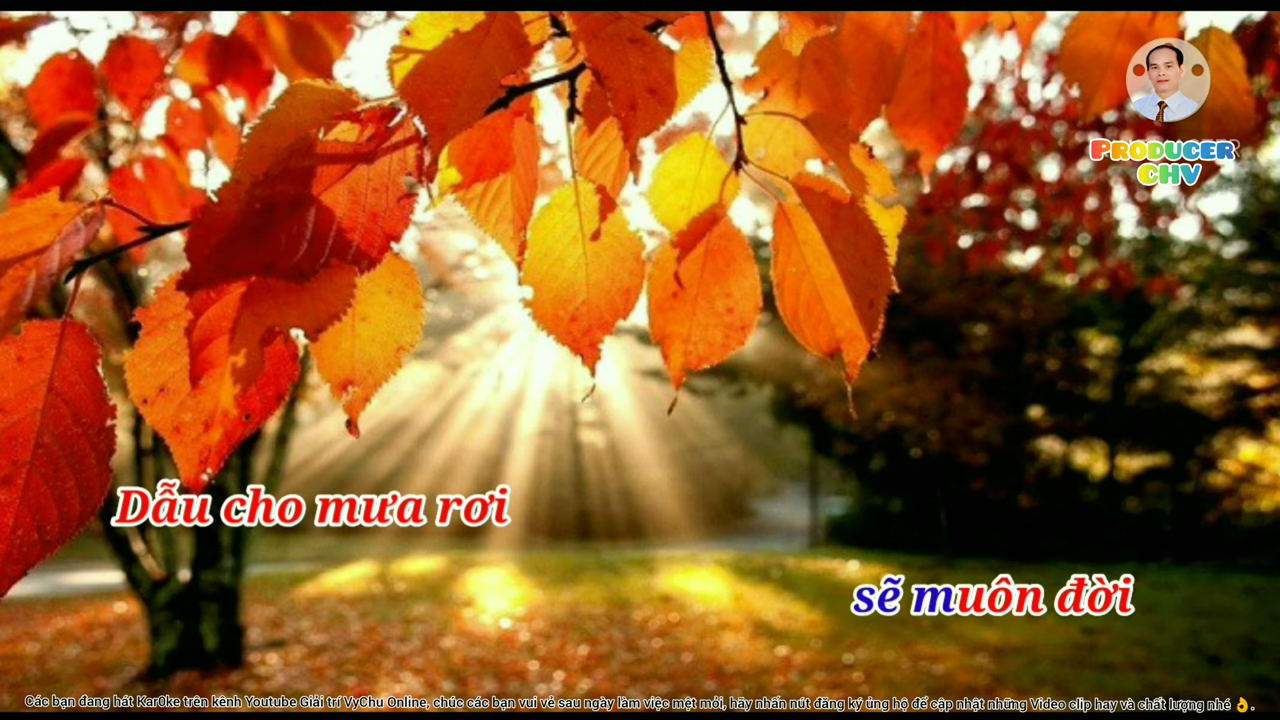 PRODUCER
CHV
Dẫu cho mưa rơi
sẽ muôn đời
Các bạn đang hát Kar0ke trên kênh Youtube Giải trí VyChu Online, chúc các bạn vui vẻ sau ngày làm việc mệt mỏi, hãy nhấn nút đăng ký ủng hộ để cập nhật những Video clip hay và chất lượng nhé 👌.